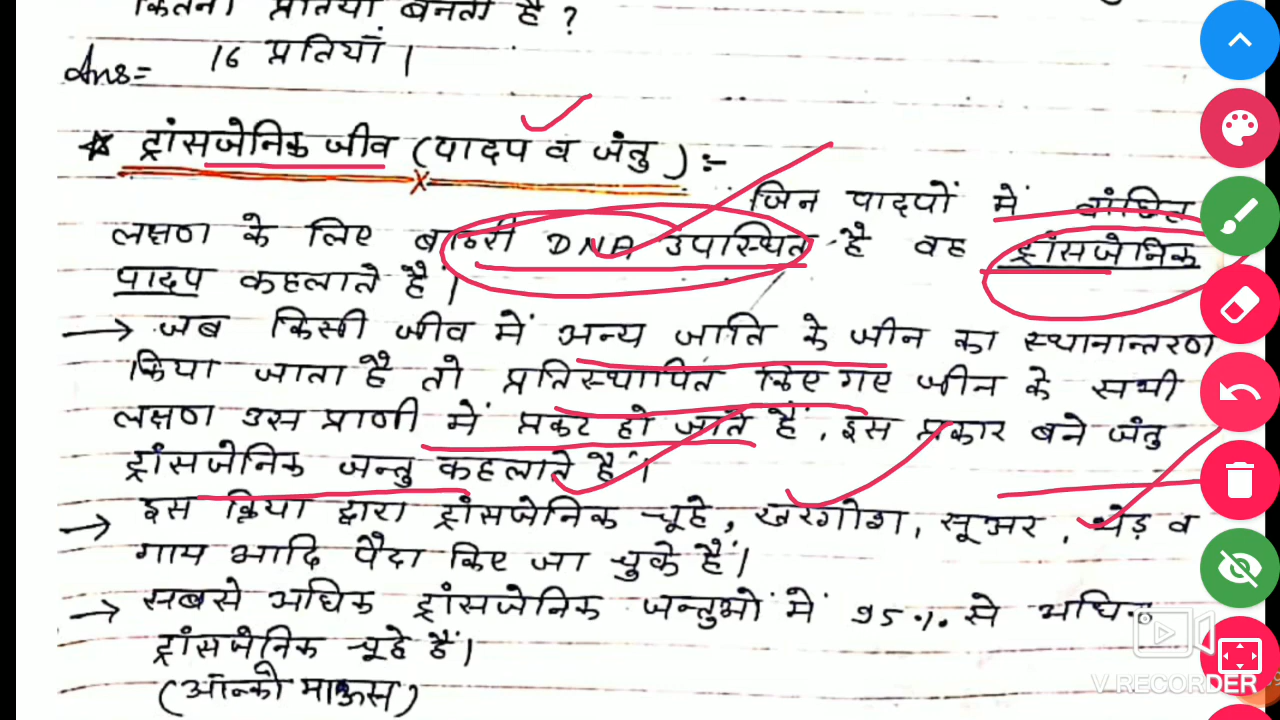 कितनी प्रतियाँ बनती है ?
Ans = 16 प्रतियाँ |
* ट्रांसजेनिक जीव (पादप व जंतु) :-
जिन पादपों में वांछित
लक्षण के लिए बाहरी DNA उपस्थित है वह ट्रांसजेनिक
पादप कहलाते है |
→ जब किसी जीव में अन्य जाति के जीन का स्थानान्तरण
किया जाता है तो प्रतिस्थापित किए गए जीन के सभी
लक्षण उस प्राणी में प्रकट हो जाते हैं, इस प्रकार बने जंतु
ट्रांसजेनिक जन्तु कहलाते हैं |
→ इस क्रिया द्वारा ट्रांसजेनिक चूहे, खरगोश, सूअर, भेड़ व
गाय आदि पैदा किए जा चुके हैं |
→ सबसे अधिक ट्रांसजेनिक जन्तुओं में 95 % से अधि
ट्रांसजेनिक चूहे हैं |
(ऑन्को माऊस)
V RECORDER